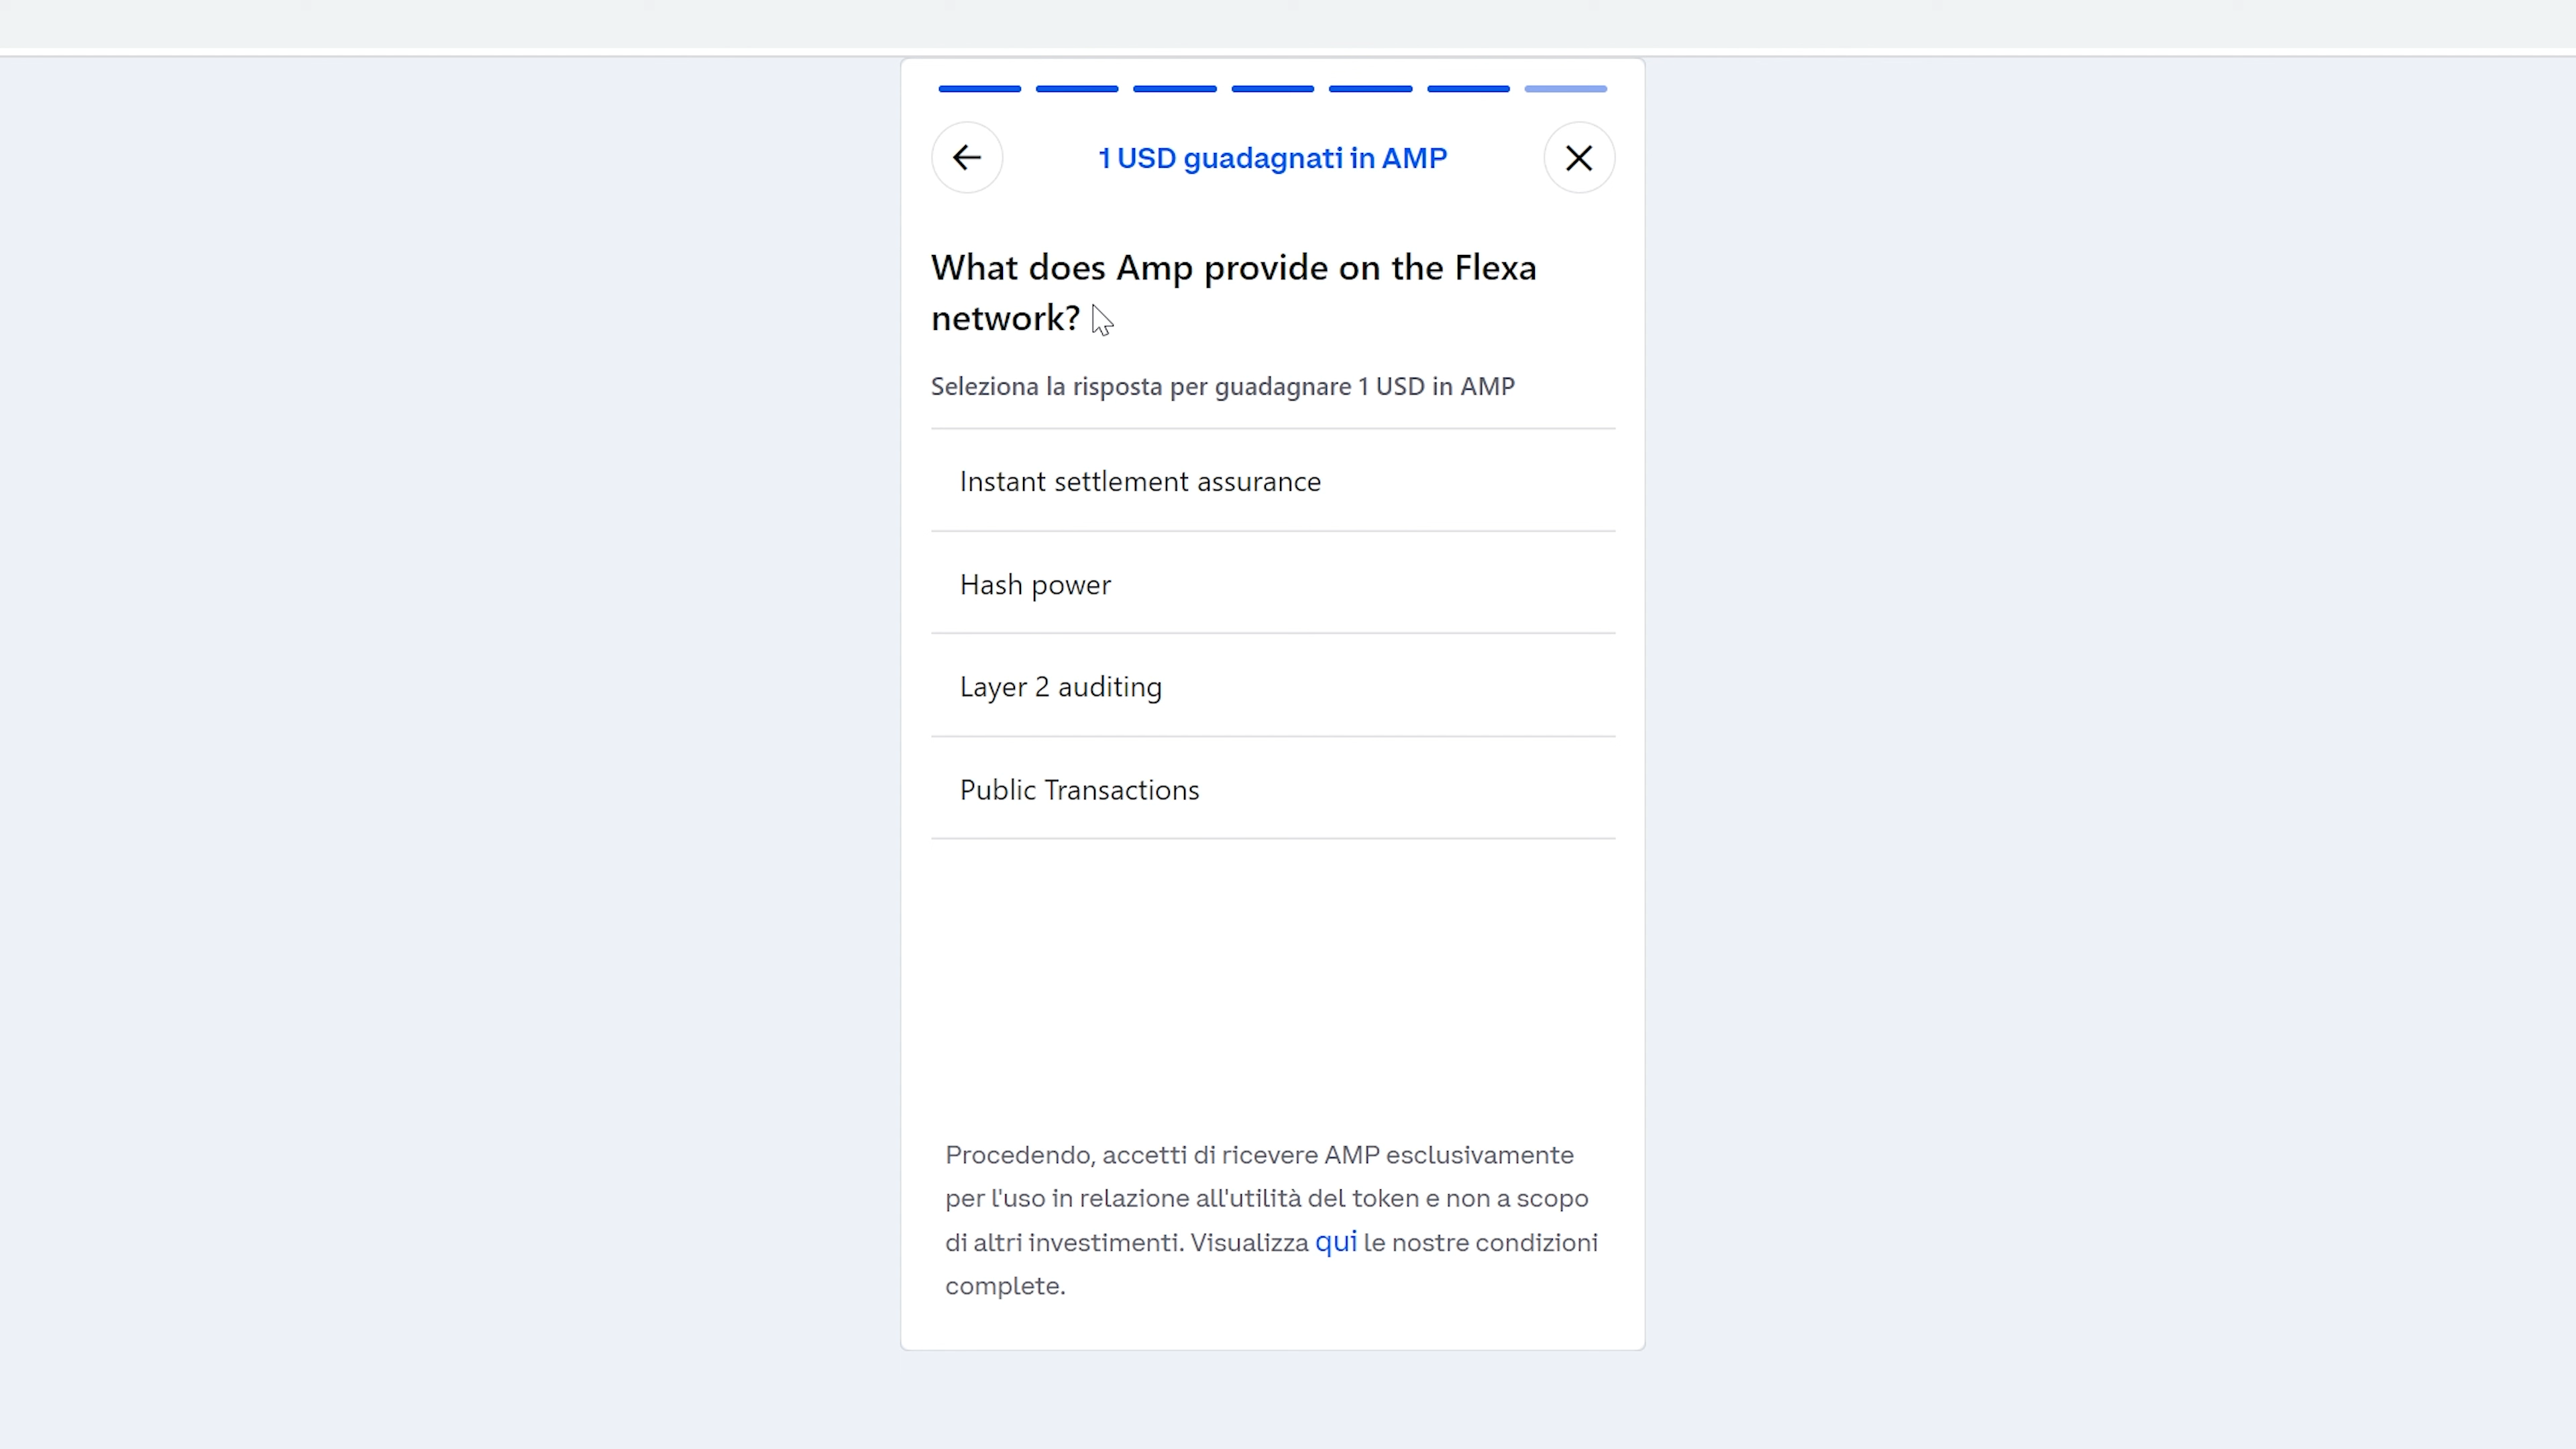 1 USD guadagnati in AMP
What does Amp provide on the Flexa
network?
Seleziona la risposta per guadagnare 1 USD in AMP
Instant settlement assurance
Hash power
Layer 2 auditing
Public Transactions
Procedendo, accetti di ricevere AMP esclusivamente
per l'uso in relazione all'utilità del token e non a scopo
di altri investimenti. Visualizza qui le nostre condizioni
complete.